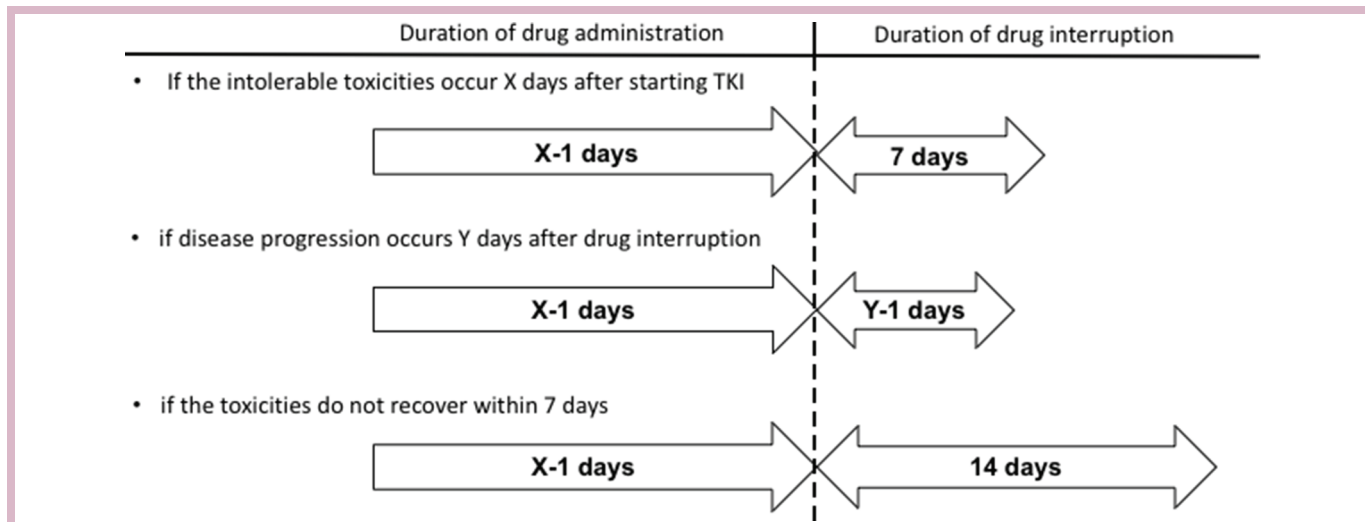 Duration of drug administration Duration of drug interruption
• If the intolerable toxicities occur X days after starting TKI
X-1 days 7 days
• if disease progression occurs Y days after drug interruption
X-1 days Y-1 days
• if the toxicities do not recover within 7 days
X-1 days 14 days